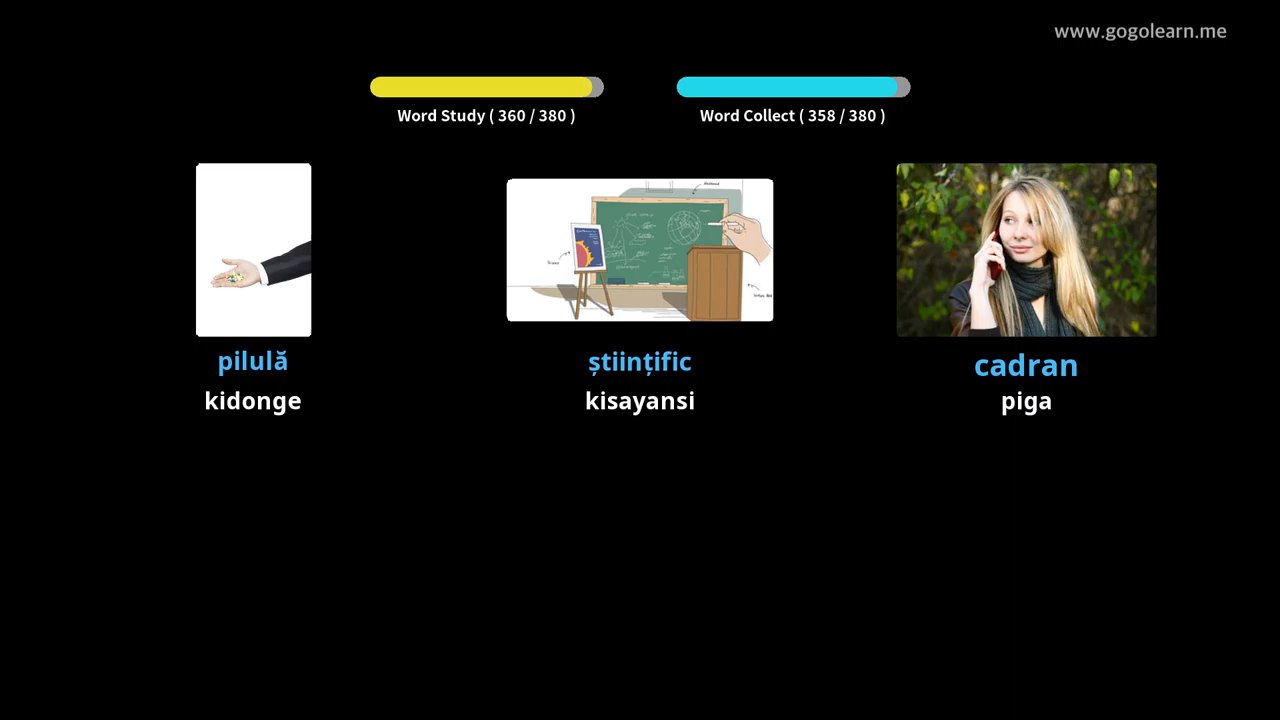 www.gogolearn.me
Word Study ( 360 / 380 )
Word Collect ( 358 / 380 )
pilulă
științific
cadran
kidonge
kisayansi
piga